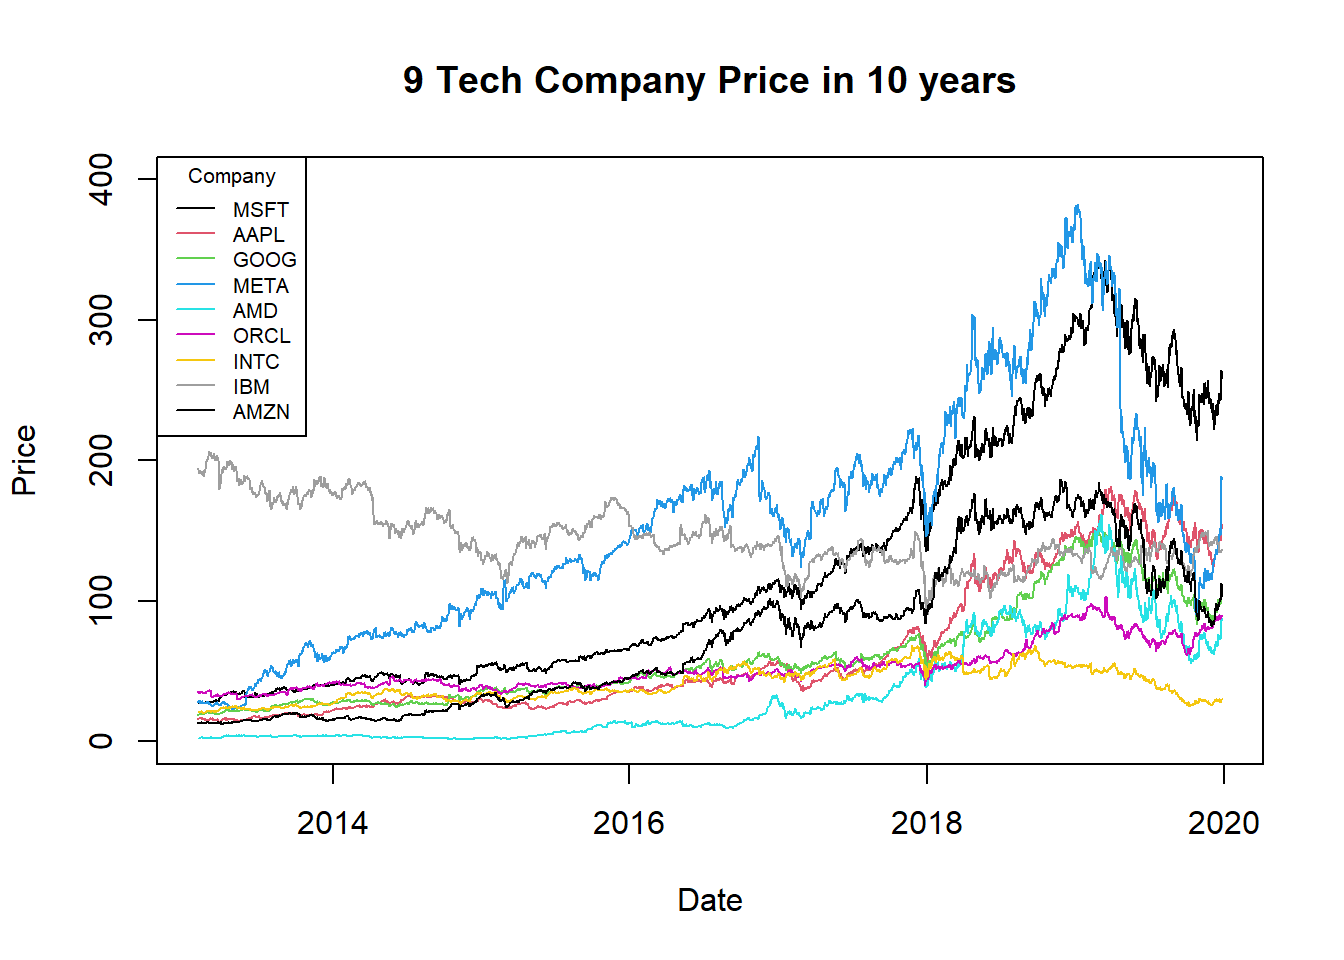 9 Tech Company Price in 10 years
400
300
200
100
0
Price
Company
MSFT
AAPL
GOOG
META
AMD
ORCL
INTC
IBM
AMZN
2014 2016 2018 2020
Date